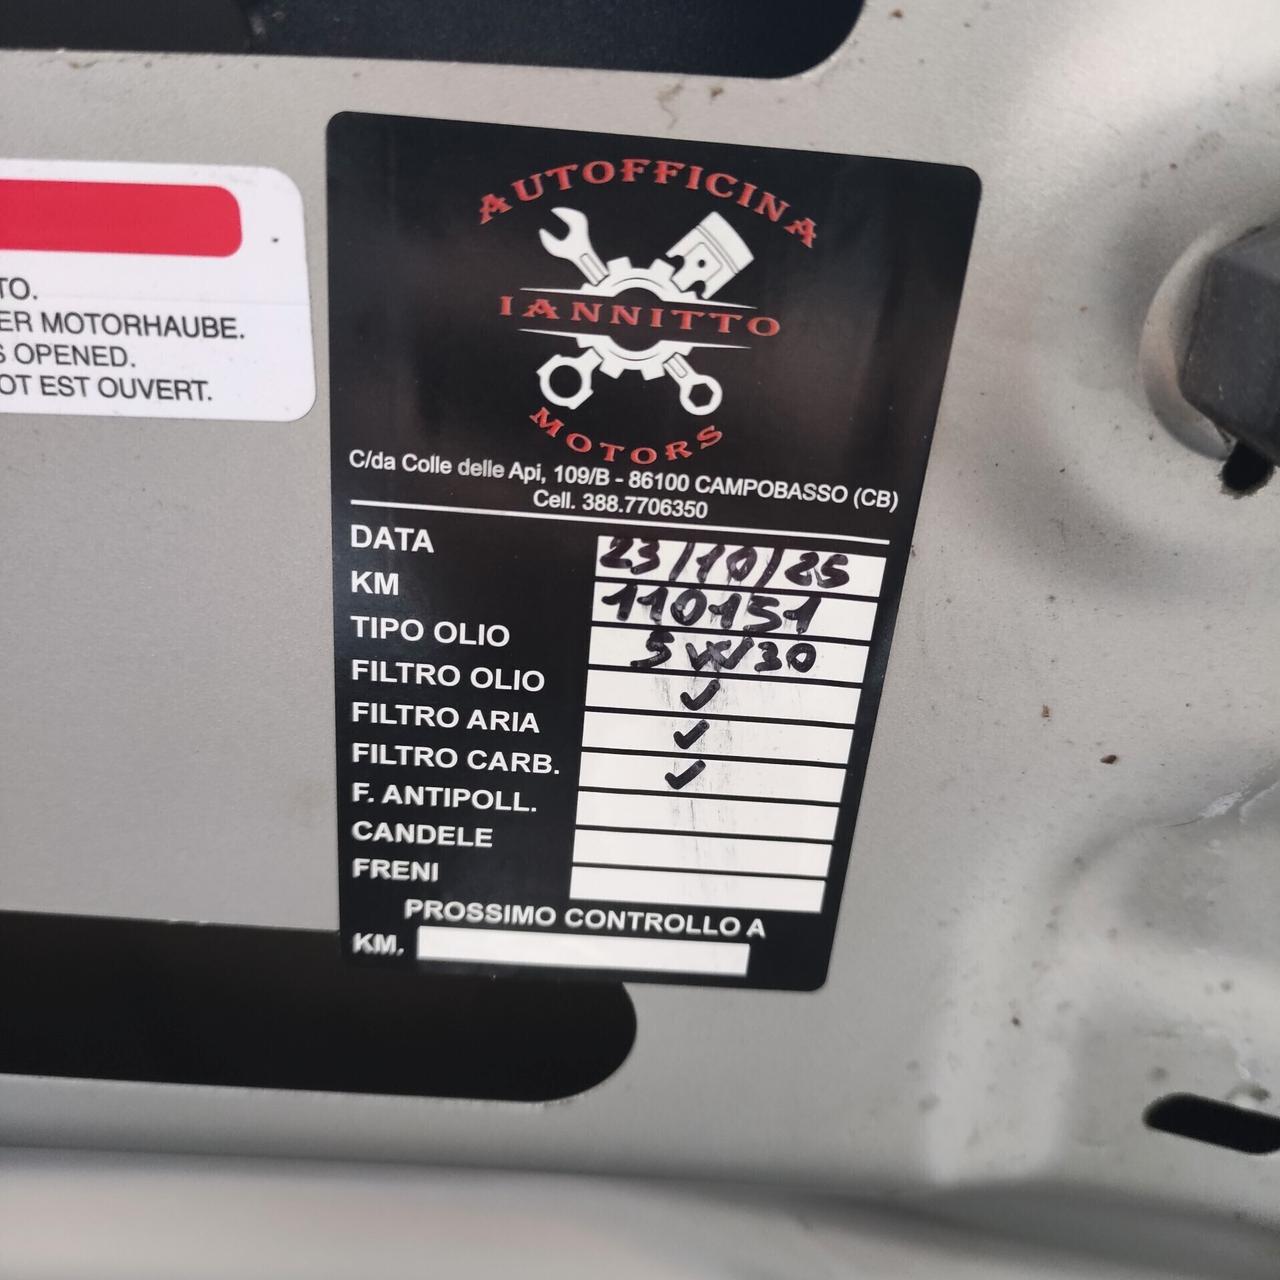 TO.
ER MOTORHAUBE.
S OPENED.
OT EST OUVERT.
AUTOFFICINA
IANNITTO
MOTORS
C/da Colle delle Api, 109/B - 86100 CAMPOBASSO (CB)
Cell. 388.7706350
DATA 23/10/25
KM 110151
TIPO OLIO 5W30
FILTRO OLIO ✓
FILTRO ARIA ✓
FILTRO CARB. ✓
F. ANTIPOLL.
CANDELE
FRENI
PROSSIMO CONTROLLO A
KM.